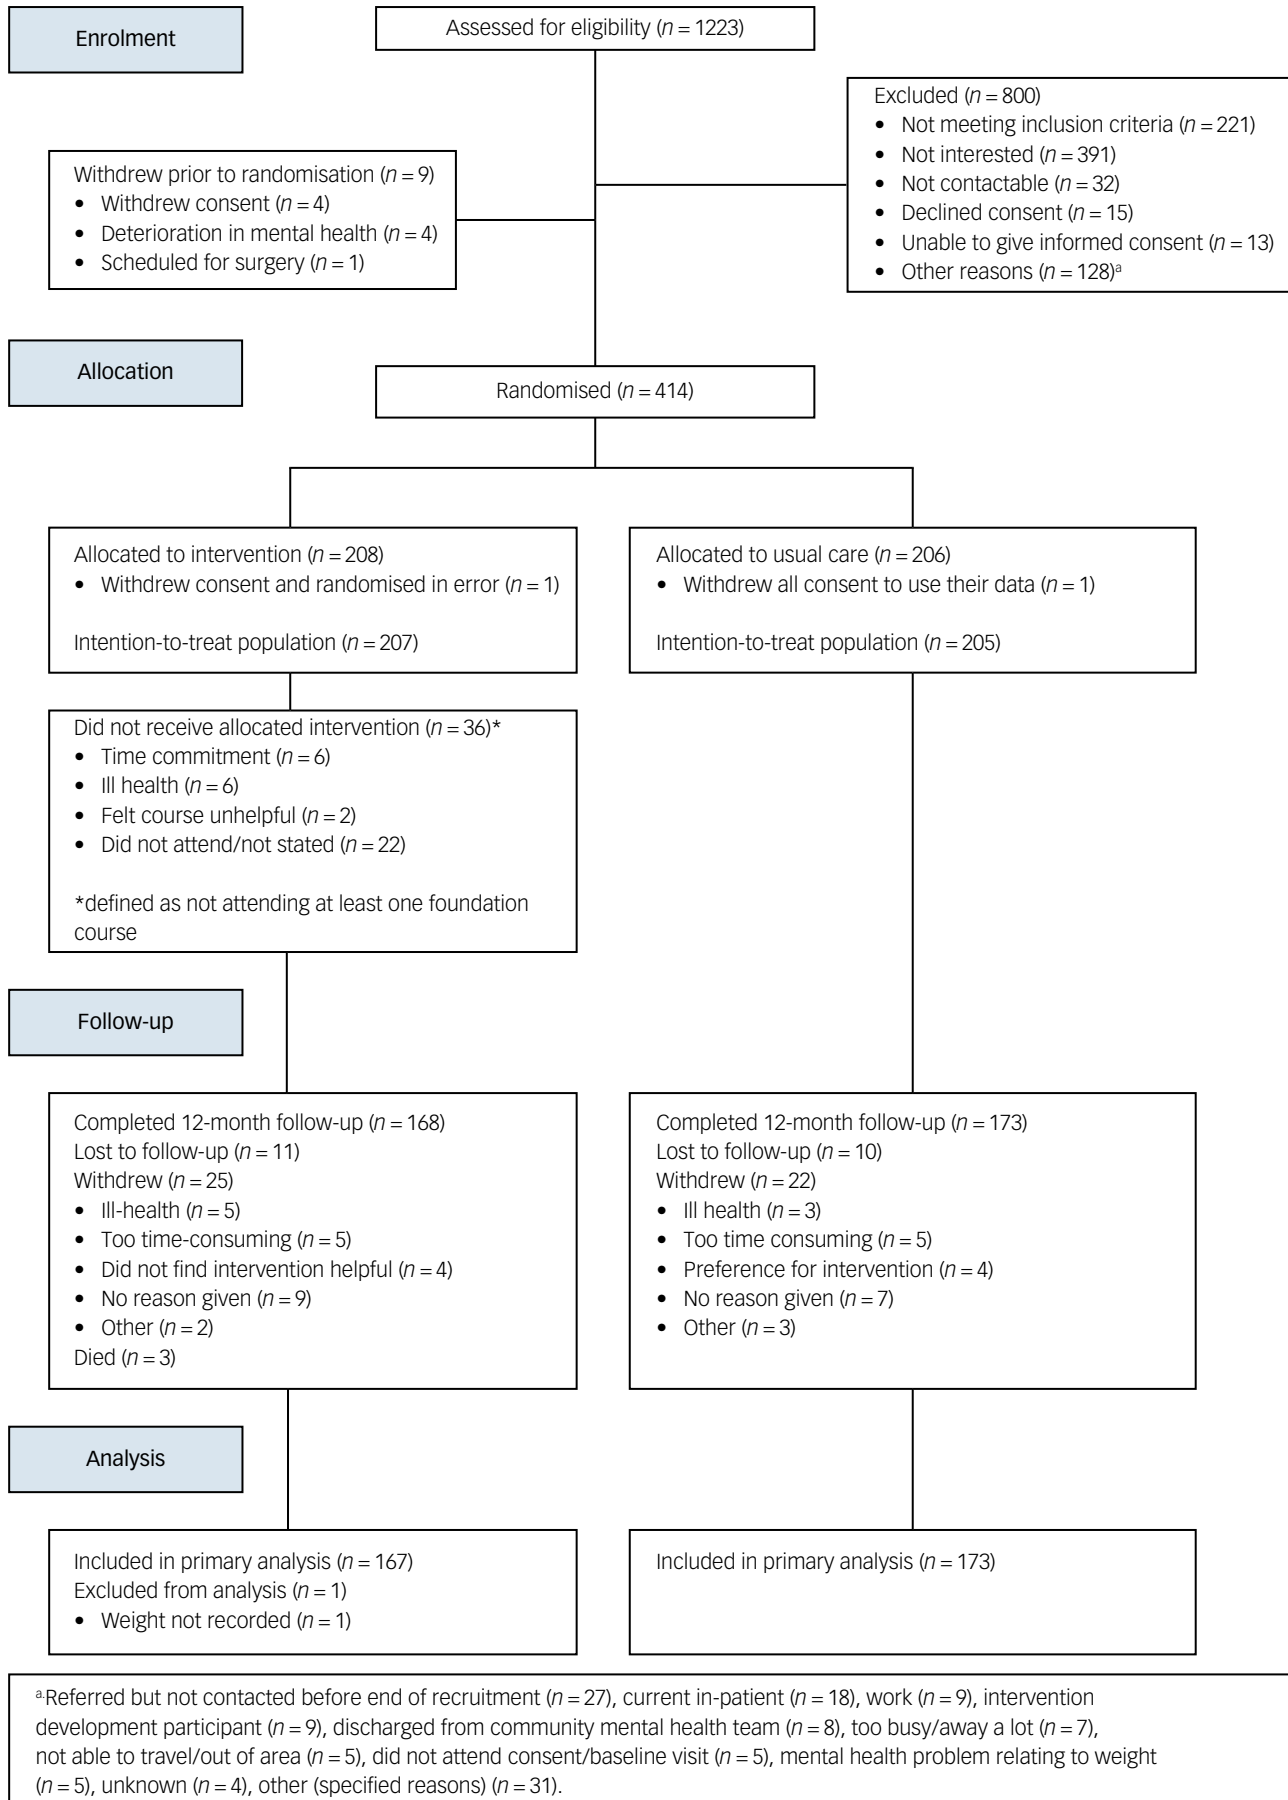 Enrolment
Assessed for eligibility (n = 1223)
Excluded (n = 800)
• Not meeting inclusion criteria (n = 221)
• Not interested (n = 391)
• Not contactable (n = 32)
• Declined consent (n = 15)
• Unable to give informed consent (n = 13)
• Other reasons (n = 128)a
Withdrew prior to randomisation (n = 9)
• Withdrew consent (n = 4)
• Deterioration in mental health (n = 4)
• Scheduled for surgery (n = 1)
Allocation
Randomised (n = 414)
Allocated to intervention (n = 208)
• Withdrew consent and randomised in error (n = 1)
Intention-to-treat population (n = 207)
Allocated to usual care (n = 206)
• Withdrew all consent to use their data (n = 1)
Intention-to-treat population (n = 205)
Did not receive allocated intervention (n = 36)*
• Time commitment (n = 6)
• Ill health (n = 6)
• Felt course unhelpful (n = 2)
• Did not attend/not stated (n = 22)
*defined as not attending at least one foundation
course
Follow-up
Completed 12-month follow-up (n = 168)
Lost to follow-up (n = 11)
Withdrew (n = 25)
• Ill-health (n = 5)
• Too time-consuming (n = 5)
• Did not find intervention helpful (n = 4)
• No reason given (n = 9)
• Other (n = 2)
Died (n = 3)
Completed 12-month follow-up (n = 173)
Lost to follow-up (n = 10)
Withdrew (n = 22)
• Ill health (n = 3)
• Too time consuming (n = 5)
• Preference for intervention (n = 4)
• No reason given (n = 7)
• Other (n = 3)
Analysis
Included in primary analysis (n = 167)
Excluded from analysis (n = 1)
• Weight not recorded (n = 1)
Included in primary analysis (n = 173)
a.Referred but not contacted before end of recruitment (n = 27), current in-patient (n = 18), work (n = 9), intervention
development participant (n = 9), discharged from community mental health team (n = 8), too busy/away a lot (n = 7),
not able to travel/out of area (n = 5), did not attend consent/baseline visit (n = 5), mental health problem relating to weight
(n = 5), unknown (n = 4), other (specified reasons) (n = 31).